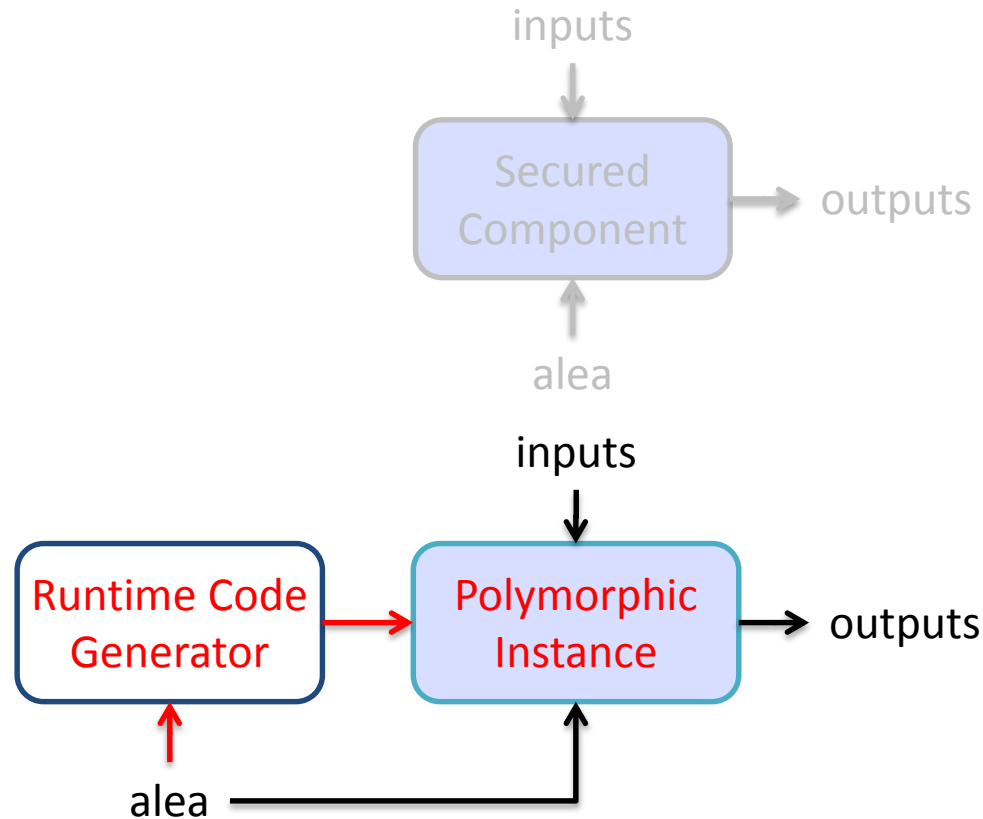 inputs
Secured
Component
outputs
alea
inputs
Runtime Code
Generator
Polymorphic
Instance
outputs
alea